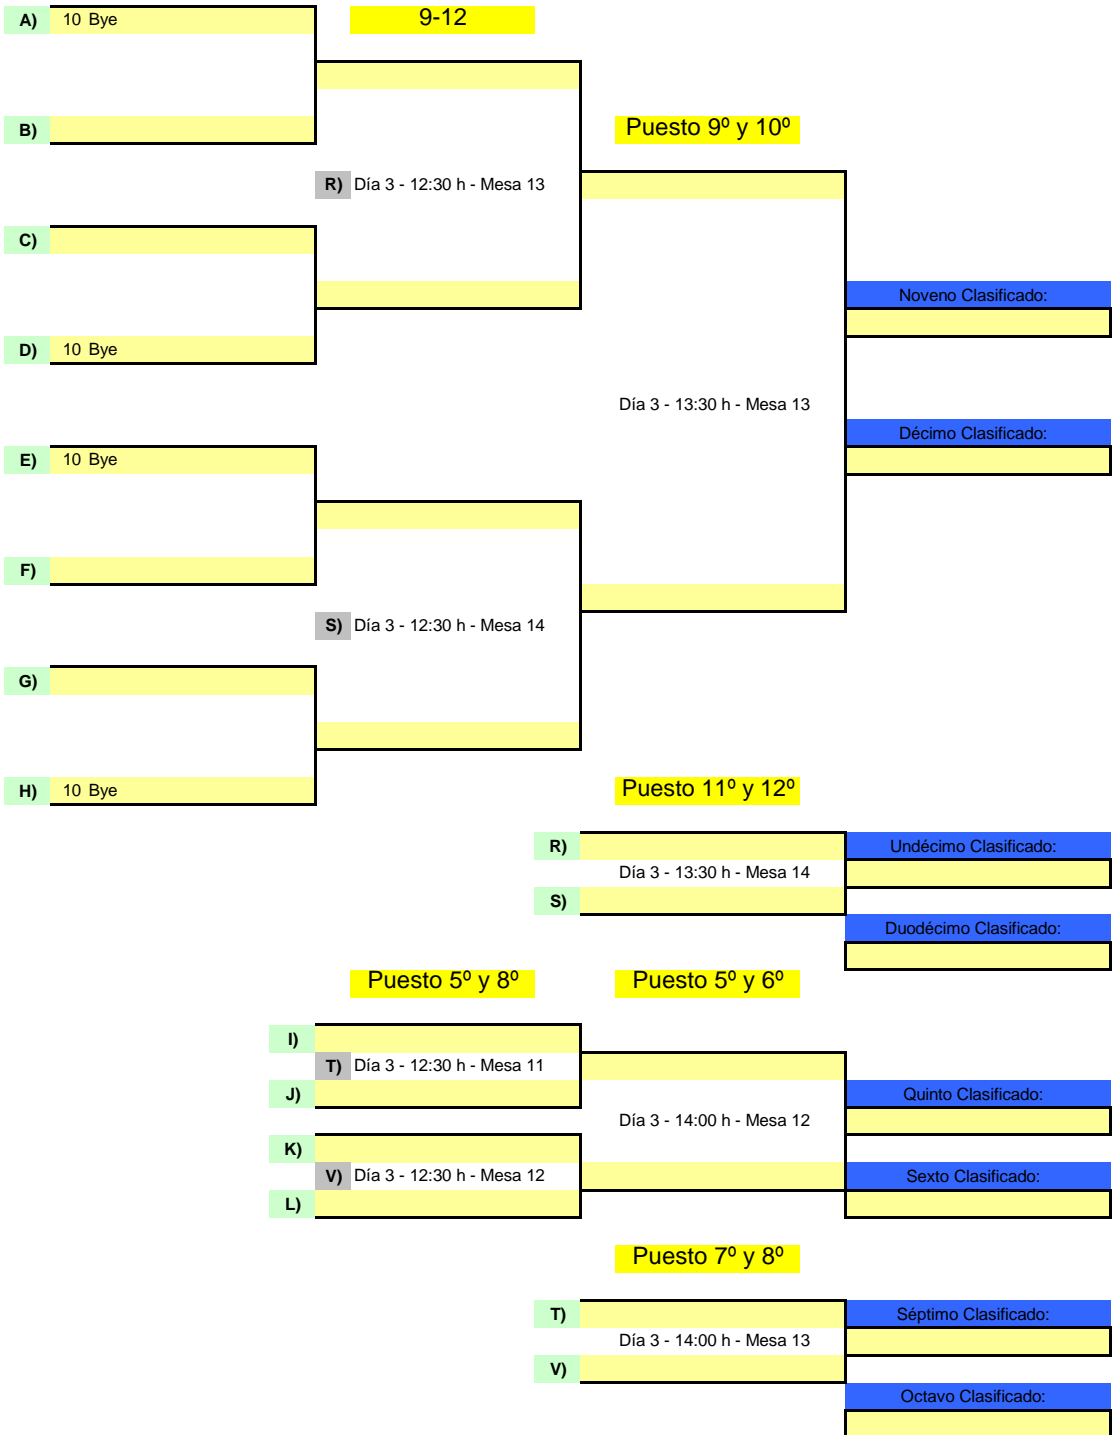 A) 10 Bye 9-12
B) Puesto 9º y 10º
R) Día 3 - 12:30 h - Mesa 13
C)
Noveno Clasificado:
D) 10 Bye
Día 3 - 13:30 h - Mesa 13
Décimo Clasificado:
E) 10 Bye
F)
S) Día 3 - 12:30 h - Mesa 14
G)
H) 10 Bye Puesto 11º y 12º
R) Undécimo Clasificado:
Día 3 - 13:30 h - Mesa 14
S)
Duodécimo Clasificado:
Puesto 5º y 8º Puesto 5º y 6º
I)
T) Día 3 - 12:30 h - Mesa 11
J) Quinto Clasificado:
Día 3 - 14:00 h - Mesa 12
K)
V) Día 3 - 12:30 h - Mesa 12 Sexto Clasificado:
L)
Puesto 7º y 8º
T) Séptimo Clasificado:
Día 3 - 14:00 h - Mesa 13
V)
Octavo Clasificado: